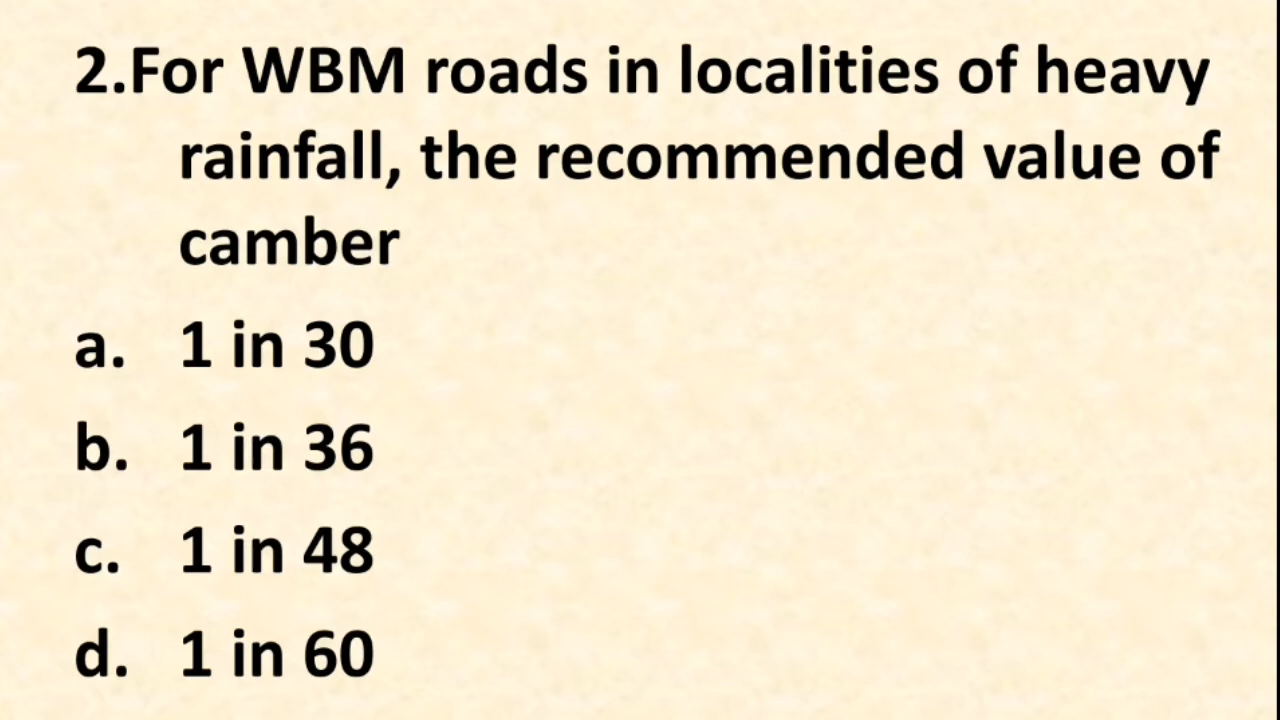 2.For WBM roads in localities of heavy
rainfall, the recommended value of
camber
a. 1 in 30
b. 1 in 36
c. 1 in 48
d. 1 in 60